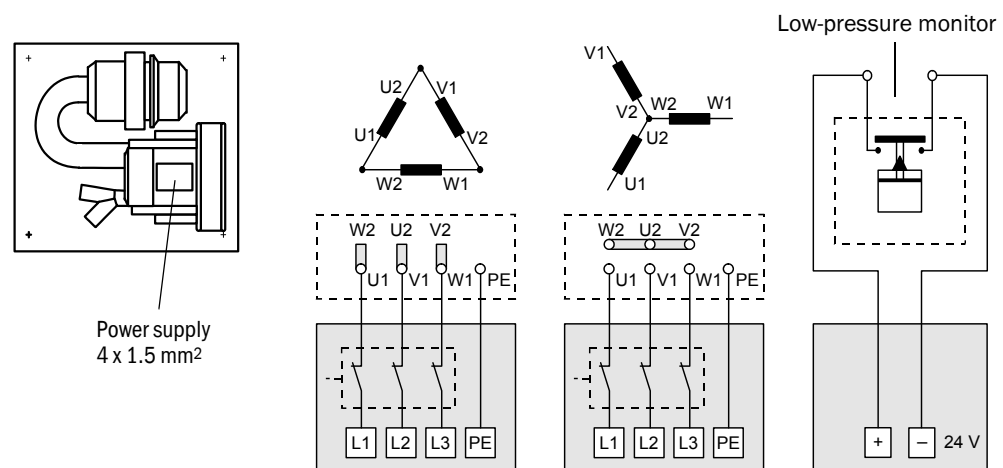 Low-pressure monitor
U2 V1
U1 V2
W2 W1
V1
V2 W2 W1
U2
U1
W2 U2 V2
U1 V1 W1 PE
W2 U2 V2
U1 V1 W1 PE
Power supply
4 x 1.5 mm²
L1 L2 L3 PE
L1 L2 L3 PE
+ – 24 V